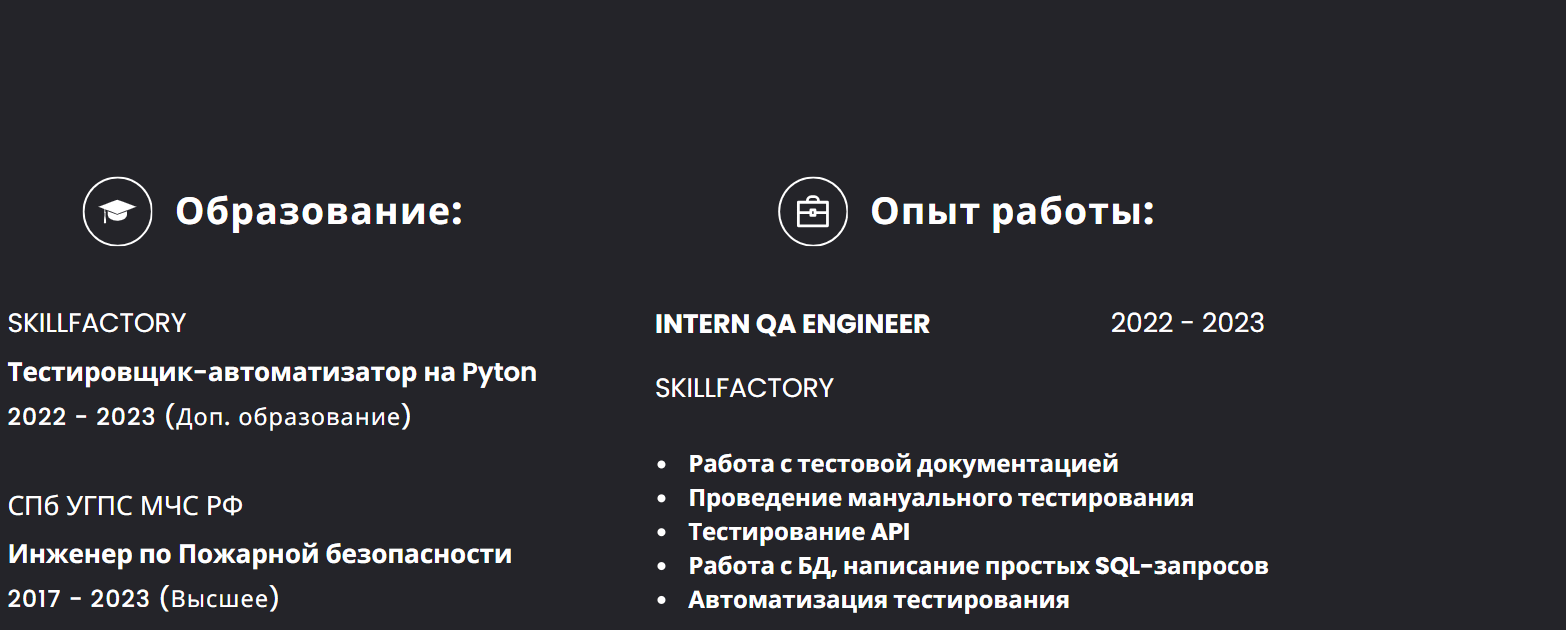 Образование:
SKILLFACTORY
Тестировщик-автоматизатор на Pyton
2022 - 2023 (Доп. образование)
СПб УГПС МЧС РФ
Инженер по Пожарной безопасности
2017 - 2023 (Высшее)
Опыт работы:
INTERN QA ENGINEER 2022 - 2023
SKILLFACTORY
• Работа с тестовой документацией
• Проведение мануального тестирования
• Тестирование API
• Работа с БД, написание простых SQL-запросов
• Автоматизация тестирования